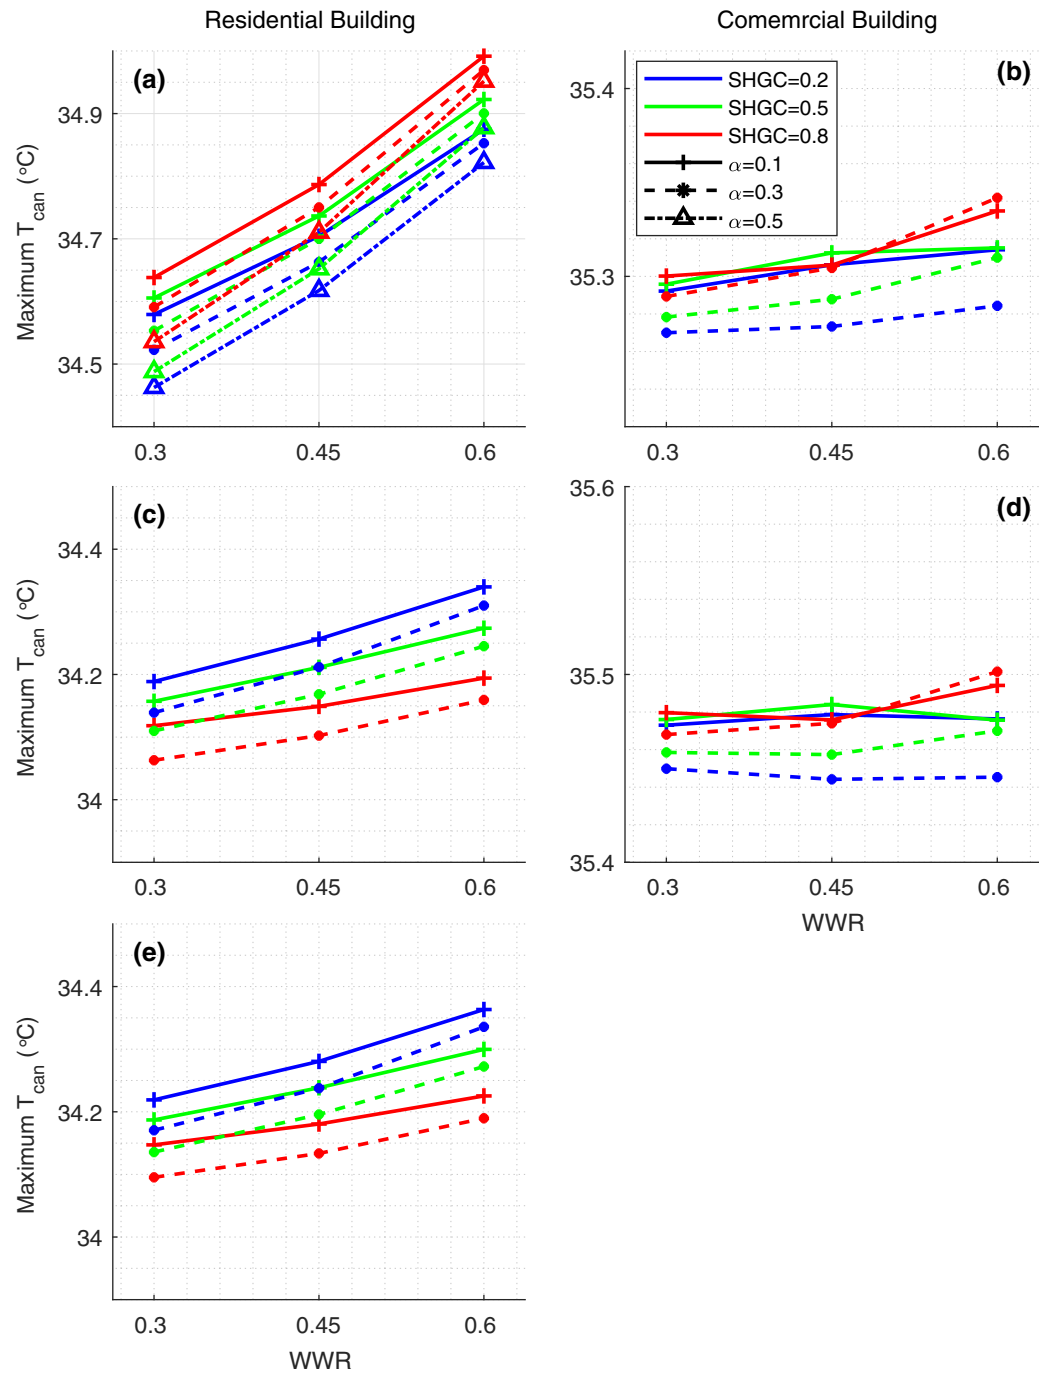 Residential Building
Comemrcial Building
(a)
Maximum T_can (°C)
34.9
34.7
34.5
0.3 0.45 0.6
(b)
SHGC=0.2
SHGC=0.5
SHGC=0.8
α=0.1
α=0.3
α=0.5
35.4
35.3
0.3 0.45 0.6
(c)
Maximum T_can (°C)
34.4
34.2
34
0.3 0.45 0.6
(d)
35.6
35.5
35.4
0.3 0.45 0.6
WWR
(e)
Maximum T_can (°C)
34.4
34.2
34
0.3 0.45 0.6
WWR